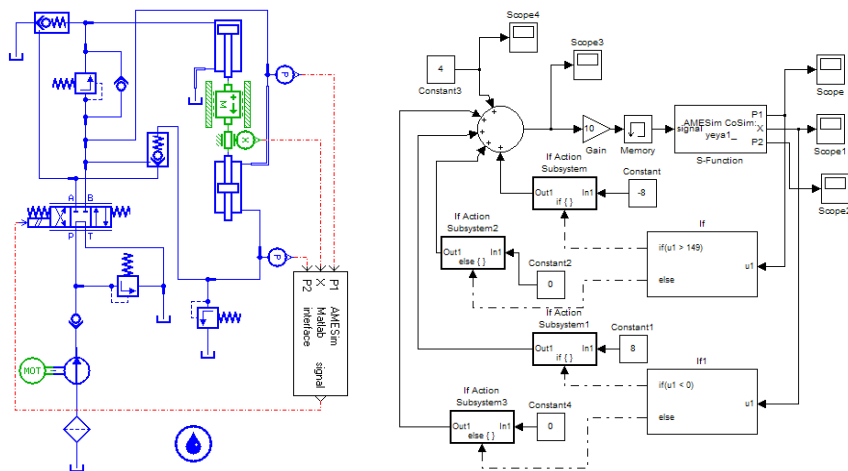 P
M
X
A B
P T
P
P1
X
P2
AMESim
Matlab
interface
signal
MOT
Scope4
4
Constant3
Scope3
Scope
+
+
+
+
+
10
Gain
Memory
signal
AMESim CoSim:
yeya1_
P1
X
P2
S-Function
Scope1
Scope2
If Action
Subsystem
Out1
In1
if { }
Constant
-8
If
if(u1 > 149)
u1
else
If Action
Subsystem2
Out1
In1
else { }
Constant2
0
If Action
Subsystem1
Out1
In1
if { }
Constant1
8
If1
if(u1 < 0)
u1
else
If Action
Subsystem3
Out1
In1
else { }
Constant4
0